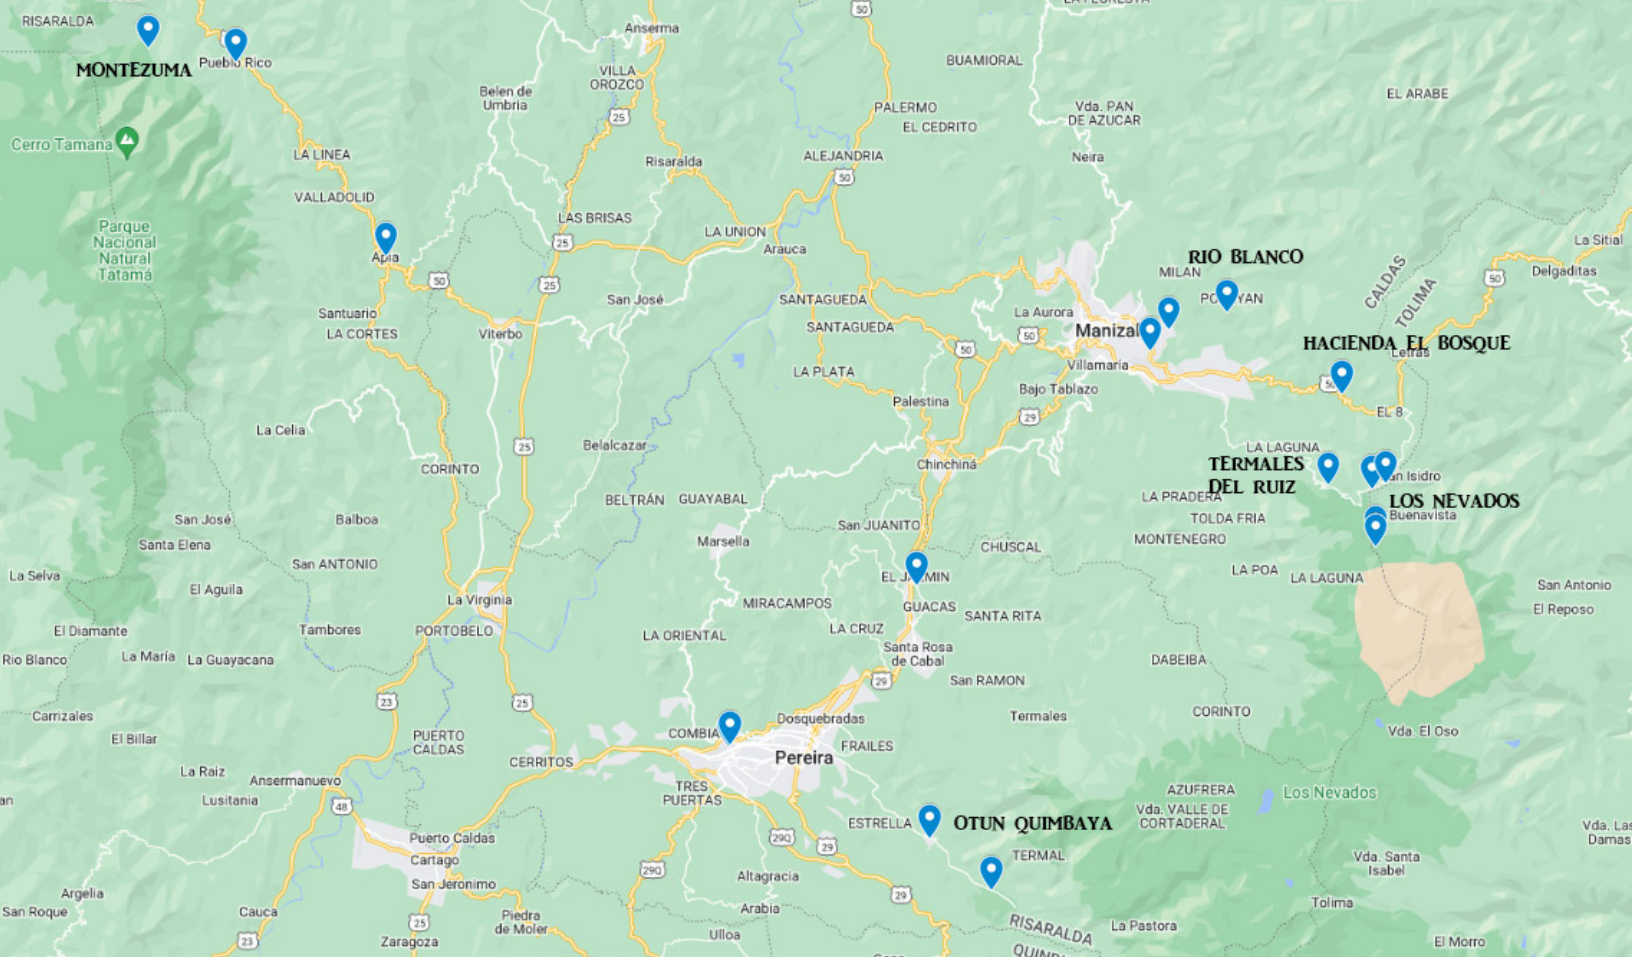 RISARALDA
MONTEZUMA
Pueblo Rico
Anserma
50
BUAMIORAL
VILLA
OROZCO
Belen de
Umbria
25
PALERMO
EL CEDRITO
Vda. PAN
DE AZUCAR
EL ARABE
Cerro Tamana
LA LINEA
Risaralda
ALEJANDRIA
50
Neira
VALLADOLID
LAS BRISAS
LA UNION
Arauca
25
Parque
Nacional
Natural
Tatamá
Apia
50
25
San José
SANTAGUEDA
SANTAGUEDA
MILAN
RIO BLANCO
CALDAS
TOLIMA
La Sitial
Delgaditas
50
Santuario
LA CORTES
Viterbo
La Aurora
50
50
Manizal
Villamaría
HACIENDA EL BOSQUE
Letras
50
LA PLATA
Bajo Tablazo
Palestina
29
EL 8
La Celia
25
Belalcazar
CORINTO
Chinchiná
LA LAGUNA
TERMALES
DEL RUIZ
an Isidro
LA PRADERA
LOS NEVADOS
Buenavista
BELTRÁN
GUAYABAL
San José
Balboa
San JUANITO
TOLDA FRIA
MONTENEGRO
Santa Elena
Marsella
CHUSCAL
San ANTONIO
La Selva
EL JA
MIN
LA POA
LA LAGUNA
San Antonio
El Aguila
La Virginia
MIRACAMPOS
GUACAS
SANTA RITA
El Reposo
El Diamante
Tambores
PORTOBELO
LA ORIENTAL
LA CRUZ
Santa Rosa
de Cabal
Rio Blanco
La María
La Guayacana
DABEIBA
29
San RAMON
23
25
Carrizales
Termales
CORINTO
El Billar
PUERTO
CALDAS
COMBIA
Dosquebradas
Vda. El Oso
FRAILES
Pereira
CERRITOS
La Raiz
Ansermanuevo
TRES
PUERTAS
AZUFRERA
Los Nevados
an
Lusitania
48
Vda. VALLE DE
CORTADERAL
ESTRELLA
OTUN QUIMBAYA
Vda. Las
Damas
Puerto Caldas
29Q
29
Cartago
TERMAL
Vda. Santa
Isabel
29Q
San Jeronimo
Altagracia
29
Argelia
San Roque
Cauca
25
Piedra
de Moler
Arabia
Tolima
23
Zaragoza
Ulloa
RISARALDA
La Pastora
El Morro